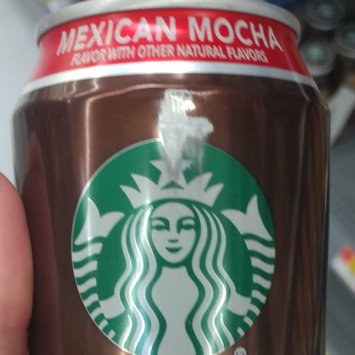 MEXICAN MOCHA
FLAVOR WITH OTHER NATURAL FLAVORS
®